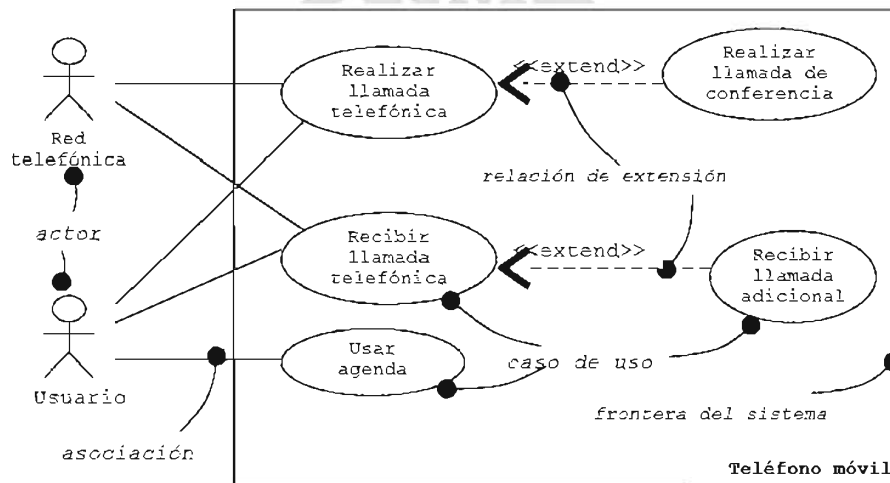 Realizar
llamada
telefónica
<<extend>>
Realizar
llamada de
conferencia
Red
telefónica
relación de extensión
actor
Recibir
llamada
telefónica
<<extend>>
Recibir
llamada
adicional
Usar
agenda
caso de uso
Usuario
frontera del sistema
asociación
Teléfono móvil